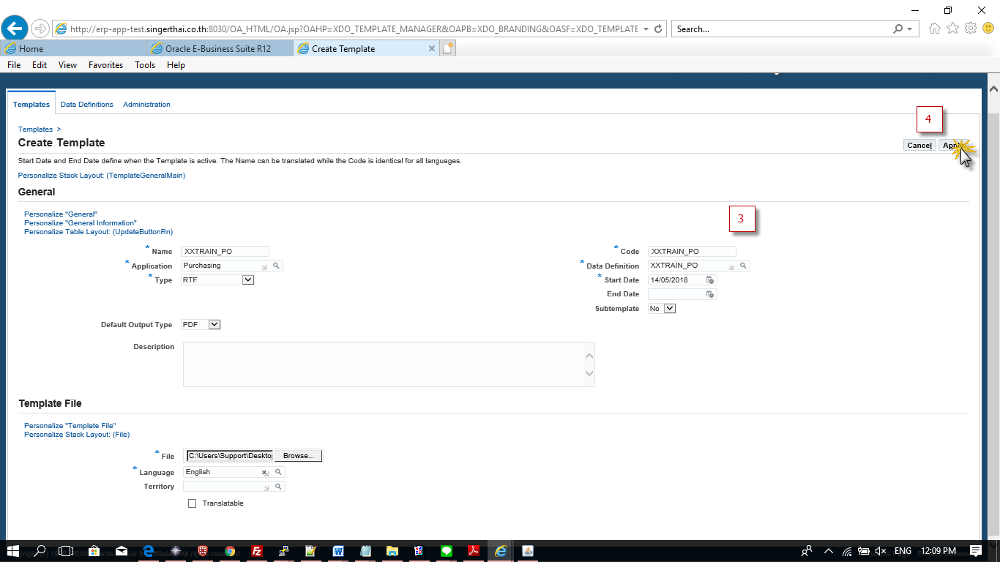 http://erp-app-test.singerthai.co.th:8030/OA_HTML/OA.jsp?OAHP=XDO_TEMPLATE_MANAGER&OAPB=XDO_BRANDING&OASF=XDO_TEMPLATE
Search...
Home
Oracle E-Business Suite R12
Create Template
File Edit View Favorites Tools Help
Templates Data Definitions Administration
Templates >
4
Create Template
Cancel
Start Date and End Date define when the Template is active. The Name can be translated while the Code is identical for all languages.
Personalize Stack Layout: (TemplateGeneralMain)
General
3
Personalize "General"
Personalize "General Information"
Personalize Table Layout: (UpdateButtonRn)
* Name XXTRAIN_PO
* Code XXTRAIN_PO
* Application Purchasing
* Data Definition XXTRAIN_PO
* Type RTF
* Start Date 14/05/2018
End Date
Subtemplate No
Default Output Type PDF
Description
Template File
Personalize "Template File"
Personalize Stack Layout: (File)
* File C:\Users\Support\Deskto Browse...
* Language English
Territory
Translatable
ENG 12:09 PM